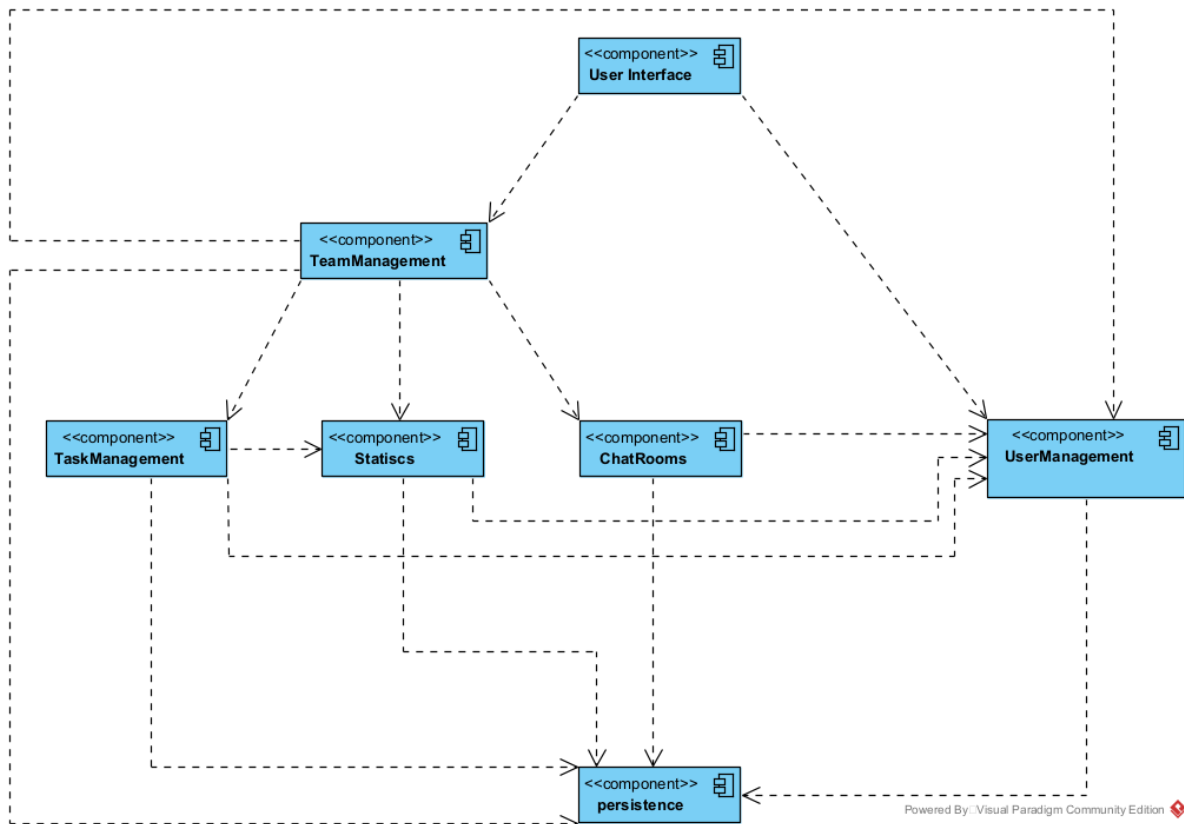 <<component>>
User Interface
<<component>>
TeamManagement
<<component>>
TaskManagement
<<component>>
Statiscs
<<component>>
ChatRooms
<<component>>
UserManagement
<<component>>
persistence
Powered By Visual Paradigm Community Edition